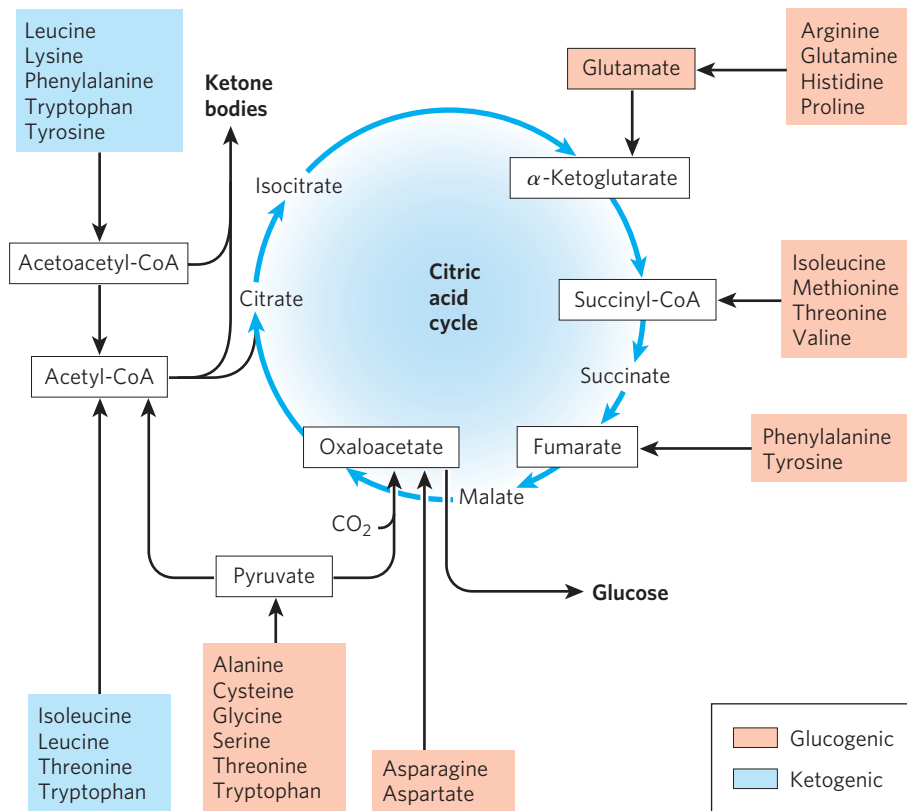 Leucine
Lysine
Phenylalanine
Tryptophan
Tyrosine
Ketone
bodies
Glutamate
Arginine
Glutamine
Histidine
Proline
Isocitrate
α-Ketoglutarate
Acetoacetyl-CoA
Citrate
Citric
acid
cycle
Succinyl-CoA
Isoleucine
Methionine
Threonine
Valine
Acetyl-CoA
Succinate
Oxaloacetate
Fumarate
Phenylalanine
Tyrosine
Malate
CO₂
Pyruvate
Glucose
Isoleucine
Leucine
Threonine
Tryptophan
Alanine
Cysteine
Glycine
Serine
Threonine
Tryptophan
Asparagine
Aspartate
Glucogenic
Ketogenic